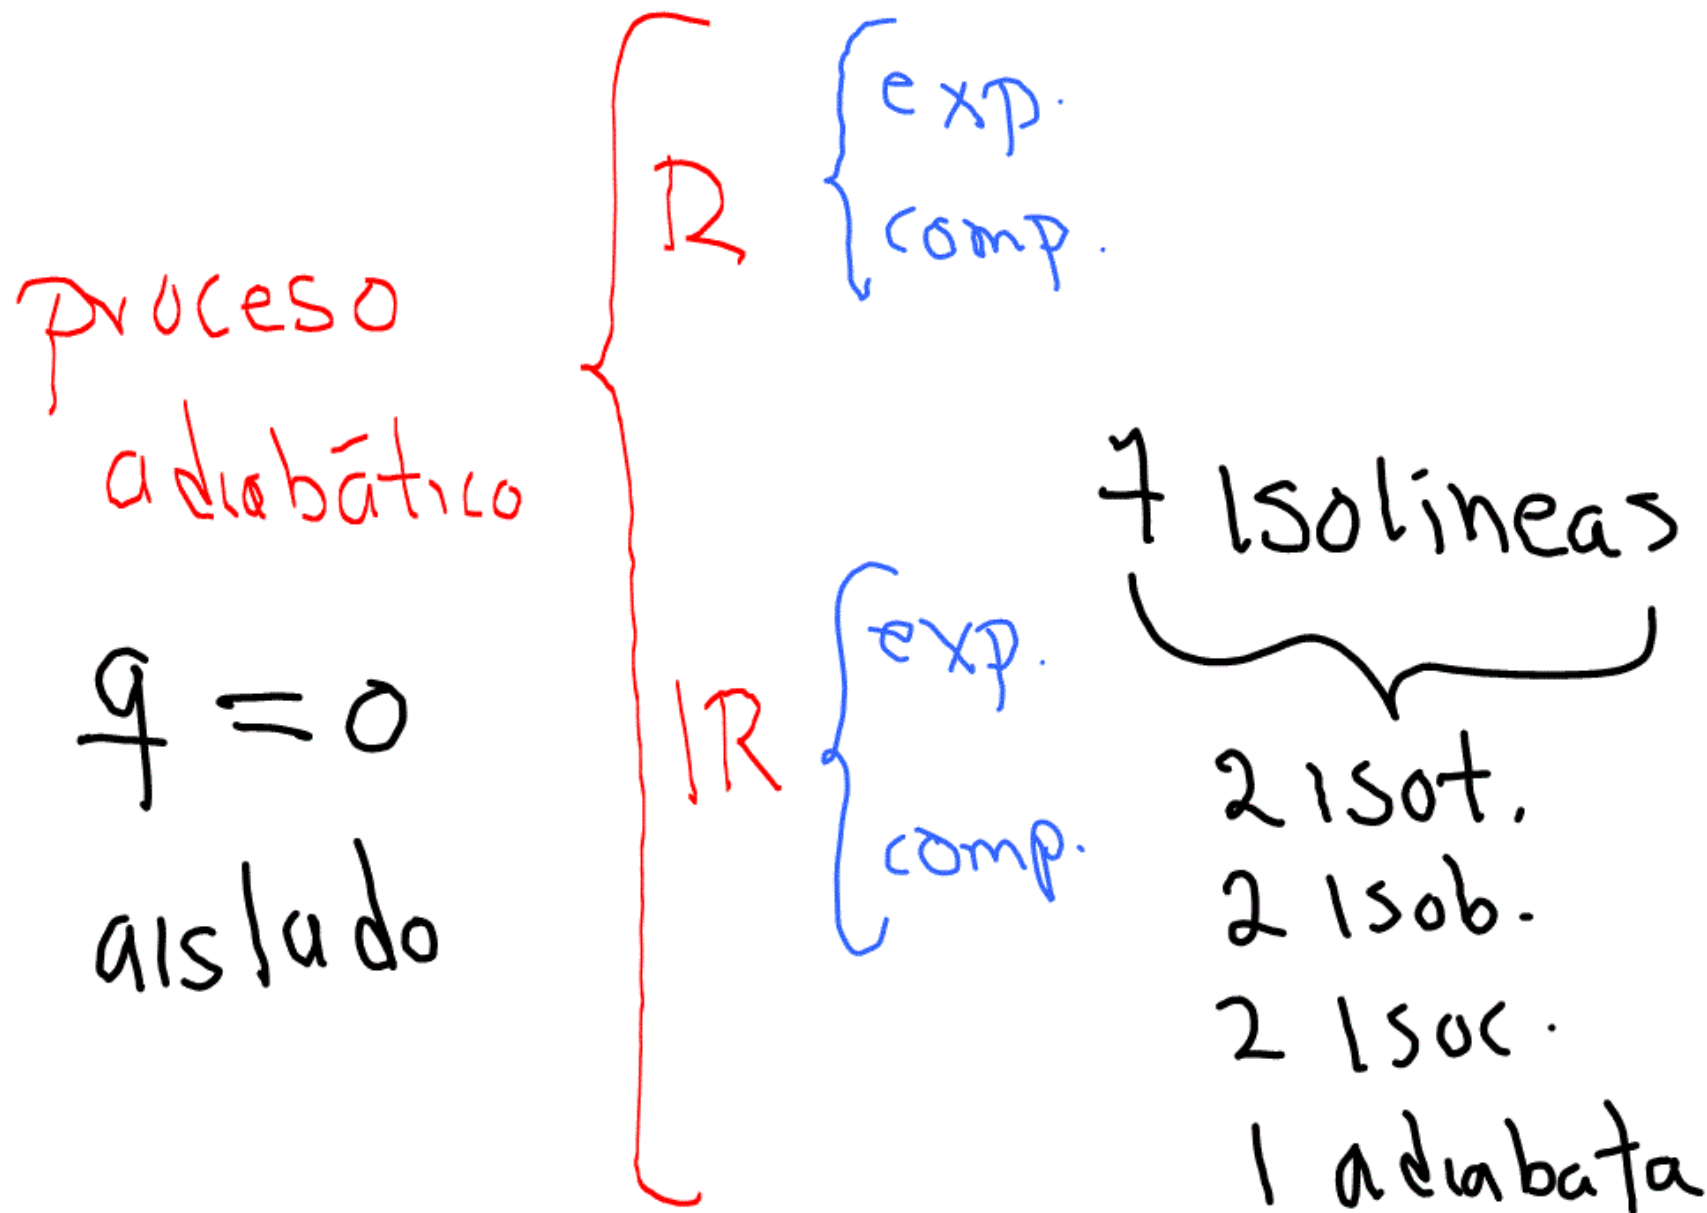 proceso
adiabático
q = 0
aislado
R
exp.
comp.
IR
exp.
comp.
7 Isolineas
2 isot.
2 Isob.
2 Isoc.
1 adiabata